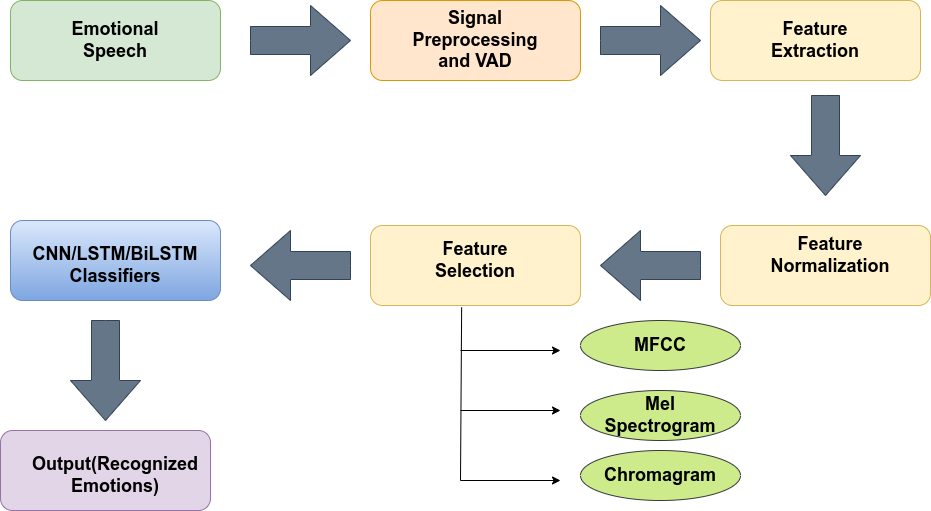 Emotional
Speech
Signal
Preprocessing
and VAD
Feature
Extraction
CNN/LSTM/BiLSTM
Classifiers
Feature
Selection
Feature
Normalization
MFCC
Mel
Spectrogram
Chromagram
Output(Recognized
Emotions)